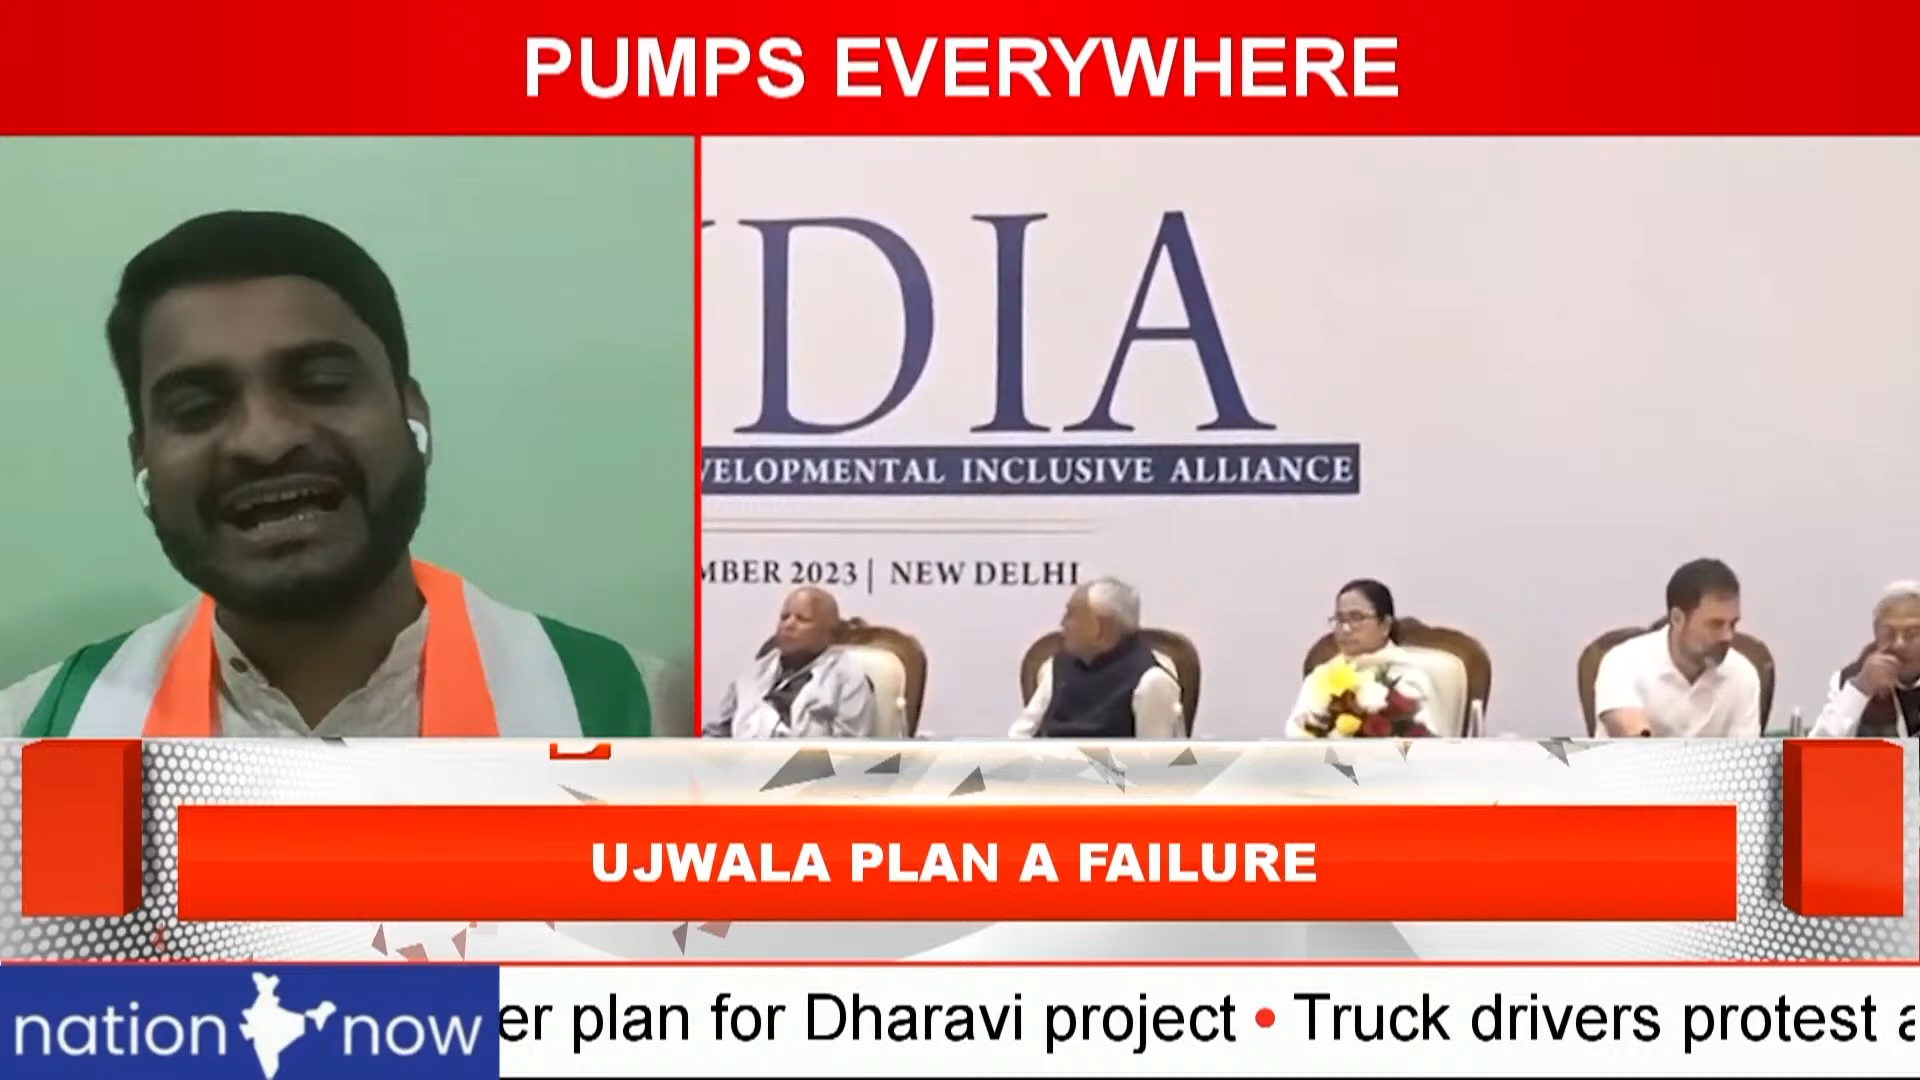 PUMPS EVERYWHERE
DIA
VELOPMENTAL INCLUSIVE ALLIANCE
MBER 2023 | NEW DELHI
UJWALA PLAN A FAILURE
nation now
er plan for Dharavi project • Truck drivers protest a